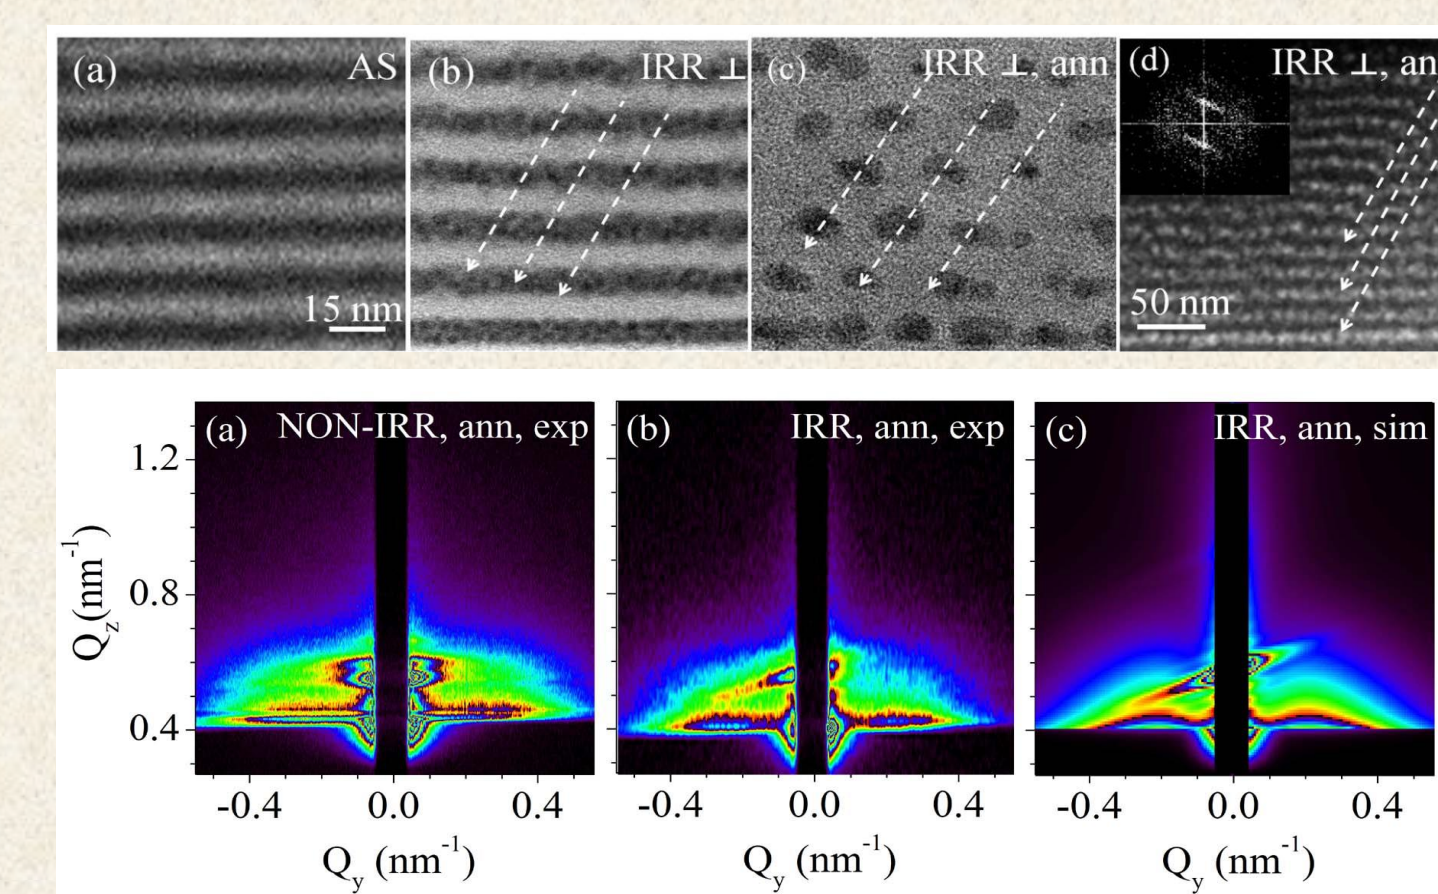 (a) AS
(b) IRR ⊥
(c) IRR ⊥, ann
(d) IRR ⊥, an
15 nm
50 nm
(a) NON-IRR, ann, exp
(b) IRR, ann, exp
(c) IRR, ann, sim
Q_z(nm⁻¹)
1.2
0.8
0.4
-0.4 0.0 0.4
-0.4 0.0 0.4
-0.4 0.0 0.4
Q_y (nm⁻¹)
Q_y (nm⁻¹)
Q_y (nm⁻¹)